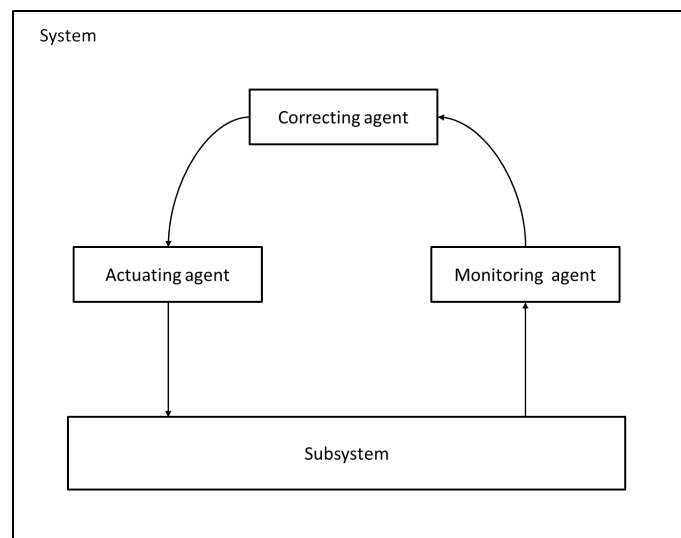 System
Correcting agent
Actuating agent
Monitoring agent
Subsystem